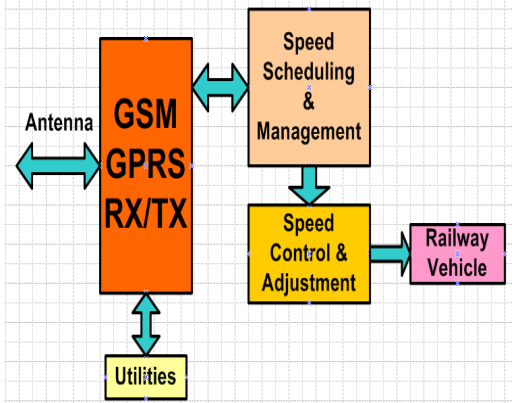 Antenna
GSM
GPRS
RX/TX
Speed
Scheduling
&
Management
Speed
Control &
Adjustment
Railway
Vehicle
Utilities